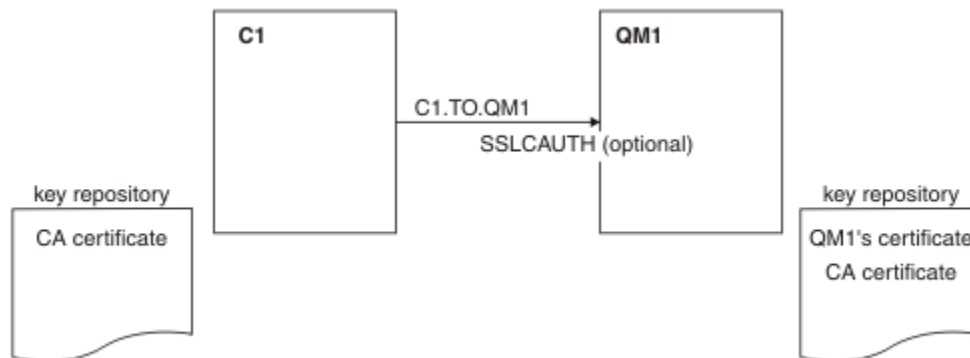 C1
QM1
C1.TO.QM1
SSLCAUTH (optional)
key repository
CA certificate
key repository
QM1's certificate
CA certificate